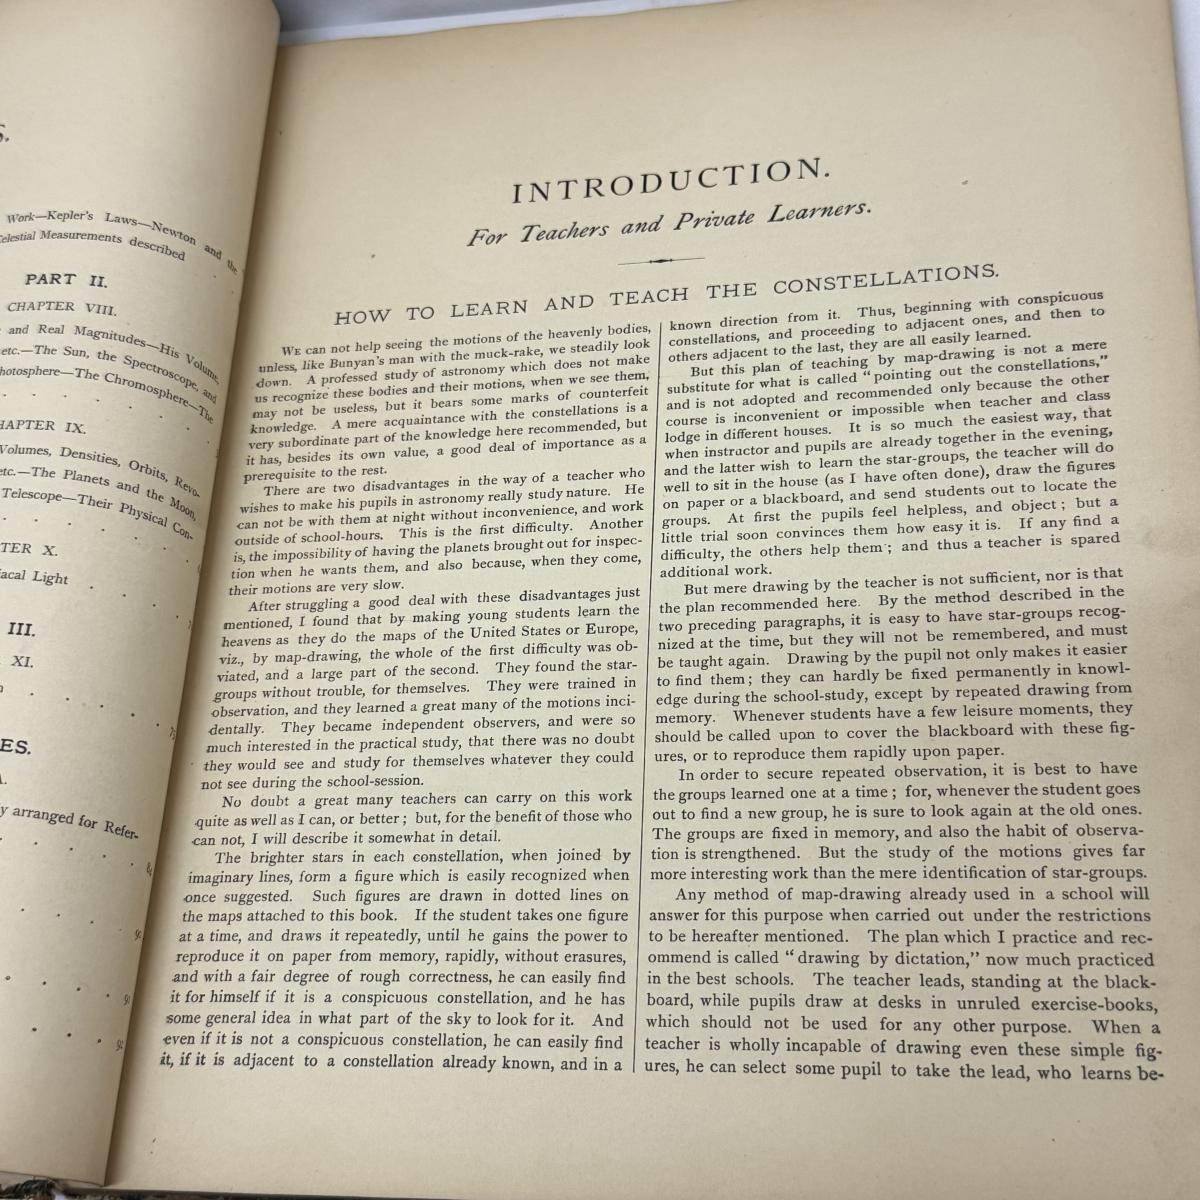 S.
Work—Kepler's Laws—Newton and the
Celestial Measurements described
PART II.
CHAPTER VIII.
and Real Magnitudes—His Volume,
etc.—The Sun, the Spectroscope, and
hotosphere—The Chromosphere—The
HAPTER IX.
Volumes, Densities, Orbits, Revo-
etc.—The Planets and the Moon,
Telescope—Their Physical Con-
TER X.
iacal Light
III.
XI.
ES.
y arranged for Refer-
INTRODUCTION.
For Teachers and Private Learners.
HOW TO LEARN AND TEACH THE CONSTELLATIONS.
WE can not help seeing the motions of the heavenly bodies,
unless, like Bunyan's man with the muck-rake, we steadily look
down. A professed study of astronomy which does not make
us recognize these bodies and their motions, when we see them,
may not be useless, but it bears some marks of counterfeit
knowledge. A mere acquaintance with the constellations is a
very subordinate part of the knowledge here recommended, but
it has, besides its own value, a good deal of importance as a
prerequisite to the rest.
There are two disadvantages in the way of a teacher who
wishes to make his pupils in astronomy really study nature. He
can not be with them at night without inconvenience, and work
outside of school-hours. This is the first difficulty. Another
is, the impossibility of having the planets brought out for inspec-
tion when he wants them, and also because, when they come,
their motions are very slow.
After struggling a good deal with these disadvantages just
mentioned, I found that by making young students learn the
heavens as they do the maps of the United States or Europe,
viz., by map-drawing, the whole of the first difficulty was ob-
viated, and a large part of the second. They found the star-
groups without trouble, for themselves. They were trained in
observation, and they learned a great many of the motions inci-
dentally. They became independent observers, and were so
much interested in the practical study, that there was no doubt
they would see and study for themselves whatever they could
not see during the school-session.
No doubt a great many teachers can carry on this work
quite as well as I can, or better; but, for the benefit of those who
can not, I will describe it somewhat in detail.
The brighter stars in each constellation, when joined by
imaginary lines, form a figure which is easily recognized when
once suggested. Such figures are drawn in dotted lines on
the maps attached to this book. If the student takes one figure
at a time, and draws it repeatedly, until he gains the power to
reproduce it on paper from memory, rapidly, without erasures,
and with a fair degree of rough correctness, he can easily find
it for himself if it is a conspicuous constellation, and he has
some general idea in what part of the sky to look for it. And
even if it is not a conspicuous constellation, he can easily find
it, if it is adjacent to a constellation already known, and in a
known direction from it. Thus, beginning with conspicuous
constellations, and proceeding to adjacent ones, and then to
others adjacent to the last, they are all easily learned.
But this plan of teaching by map-drawing is not a mere
substitute for what is called "pointing out the constellations,"
and is not adopted and recommended only because the other
course is inconvenient or impossible when teacher and class
lodge in different houses. It is so much the easiest way, that
when instructor and pupils are already together in the evening,
and the latter wish to learn the star-groups, the teacher will do
well to sit in the house (as I have often done), draw the figures
on paper or a blackboard, and send students out to locate the
groups. At first the pupils feel helpless, and object; but a
little trial soon convinces them how easy it is. If any find a
difficulty, the others help them; and thus a teacher is spared
additional work.
But mere drawing by the teacher is not sufficient, nor is that
the plan recommended here. By the method described in the
two preceding paragraphs, it is easy to have star-groups recog-
nized at the time, but they will not be remembered, and must
be taught again. Drawing by the pupil not only makes it easier
to find them; they can hardly be fixed permanently in knowl-
edge during the school-study, except by repeated drawing from
memory. Whenever students have a few leisure moments, they
should be called upon to cover the blackboard with these fig-
ures, or to reproduce them rapidly upon paper.
In order to secure repeated observation, it is best to have
the groups learned one at a time; for, whenever the student goes
out to find a new group, he is sure to look again at the old ones.
The groups are fixed in memory, and also the habit of observa-
tion is strengthened. But the study of the motions gives far
more interesting work than the mere identification of star-groups.
Any method of map-drawing already used in a school will
answer for this purpose when carried out under the restrictions
to be hereafter mentioned. The plan which I practice and rec-
ommend is called "drawing by dictation," now much practiced
in the best schools. The teacher leads, standing at the black-
board, while pupils draw at desks in unruled exercise-books,
which should not be used for any other purpose. When a
teacher is wholly incapable of drawing even these simple fig-
ures, he can select some pupil to take the lead, who learns be-